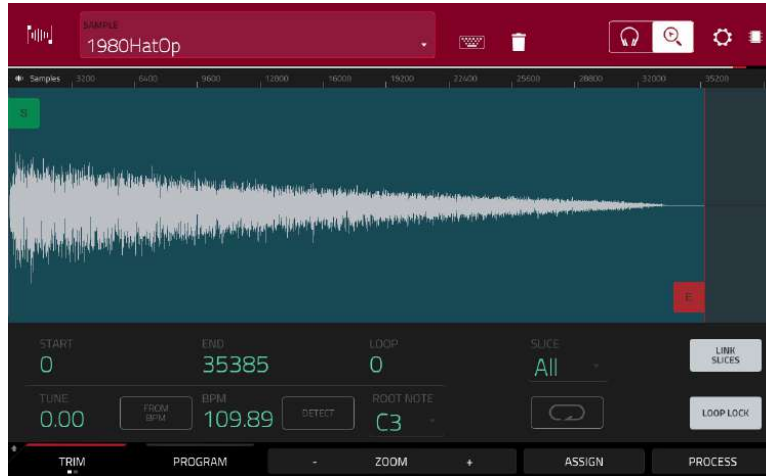 SAMPLE
1980HatOp
Samples 3200 6400 9600 12800 16000 19200 22400 25600 28800 32000 35200
S
E
START END LOOP SLICE
0 35385 0 All
LINK SLICES
TUNE BPM ROOT NOTE
0.00 FROM BPM 109.89 DETECT C3 LOOP LOCK
TRIM PROGRAM - ZOOM + ASSIGN PROCESS